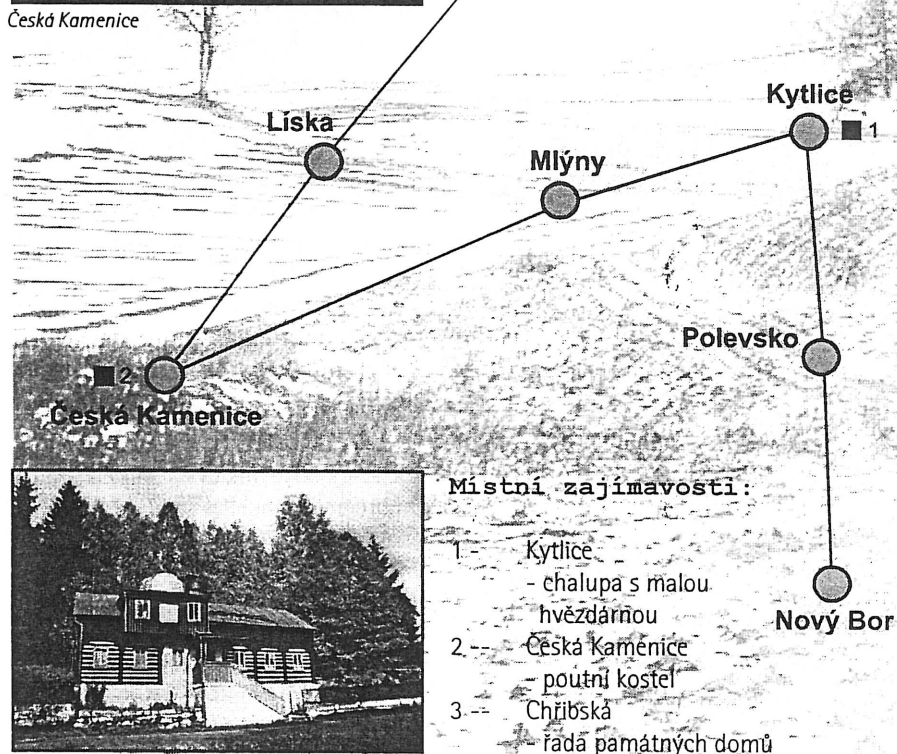 Česká Kamenice
Kytlice
1
Líska
Mlýny
Polevsko
2
Česká Kamenice
Nový Bor
Místní zajímavosti:
1 - Kytlice
- chalupa s malou
hvězdárnou
2 -- Česká Kamenice
- poutní kostel
3 -- Chřibská
- řada památných domů